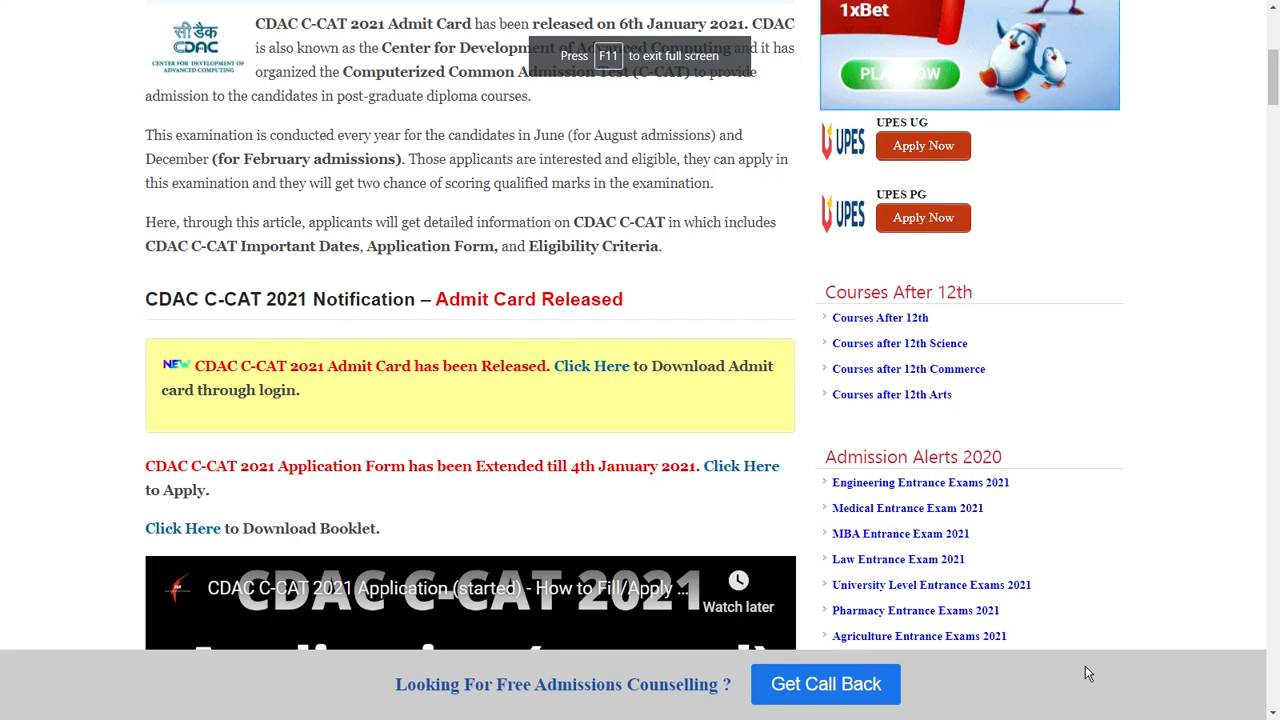 CDAC C-CAT 2021 Admit Card has been released on 6th January 2021. CDAC
is also known as the Center for Development of Advanced Computing and it has
organized the Computerized Common Admission Test (C-CAT) to provide
admission to the candidates in post-graduate diploma courses.
सी डैक
CDAC
CENTER FOR DEVELOPMENT
OF ADVANCED COMPUTING
Press F11 to exit full screen
This examination is conducted every year for the candidates in June (for August admissions) and
December (for February admissions). Those applicants are interested and eligible, they can apply in
this examination and they will get two chance of scoring qualified marks in the examination.
Here, through this article, applicants will get detailed information on CDAC C-CAT in which includes
CDAC C-CAT Important Dates, Application Form, and Eligibility Criteria.
CDAC C-CAT 2021 Notification – Admit Card Released
NEW CDAC C-CAT 2021 Admit Card has been Released. Click Here to Download Admit
card through login.
CDAC C-CAT 2021 Application Form has been Extended till 4th January 2021. Click Here
to Apply.
Click Here to Download Booklet.
CDAC C-CAT 2021
CDAC C-CAT 2021 Application (started) - How to Fill/Apply ...
Watch later
1xBet
PLAY NOW
UPES UG
UPES
Apply Now
UPES PG
UPES
Apply Now
Courses After 12th
Courses After 12th
Courses after 12th Science
Courses after 12th Commerce
Courses after 12th Arts
Admission Alerts 2020
Engineering Entrance Exams 2021
Medical Entrance Exam 2021
MBA Entrance Exam 2021
Law Entrance Exam 2021
University Level Entrance Exams 2021
Pharmacy Entrance Exams 2021
Agriculture Entrance Exams 2021
Looking For Free Admissions Counselling ?
Get Call Back